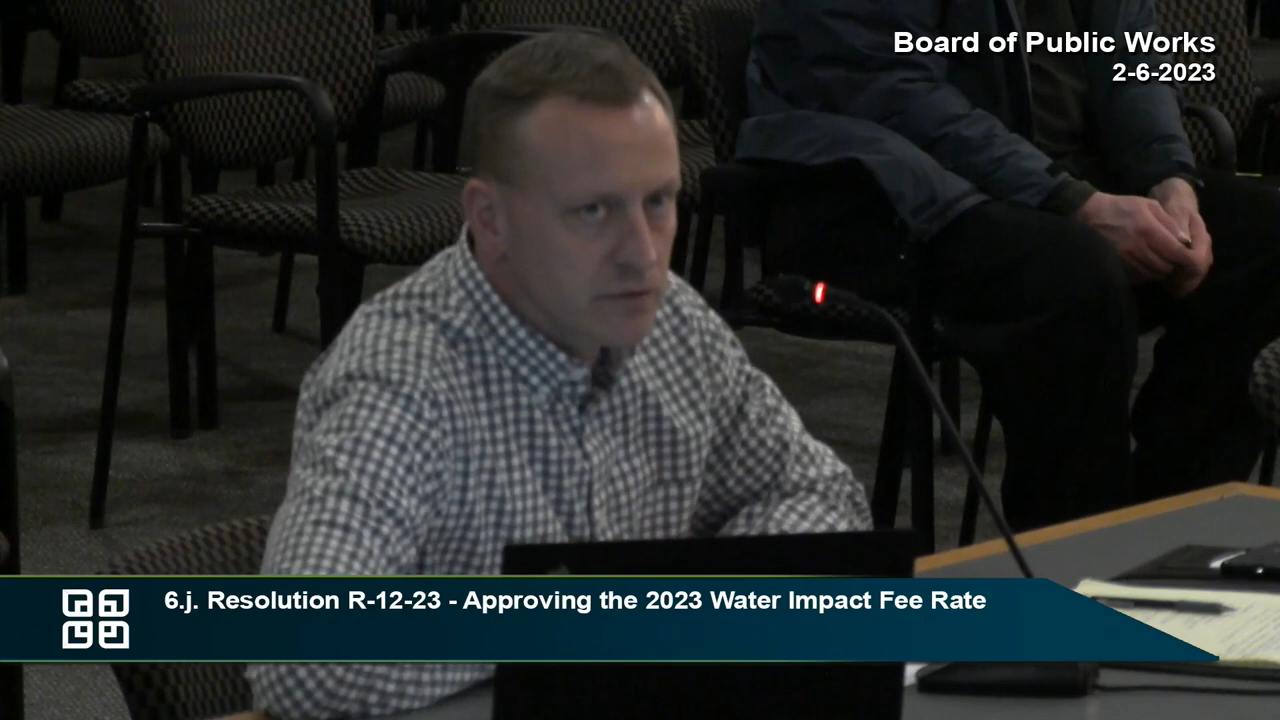 Board of Public Works
2-6-2023
6.j. Resolution R-12-23 - Approving the 2023 Water Impact Fee Rate